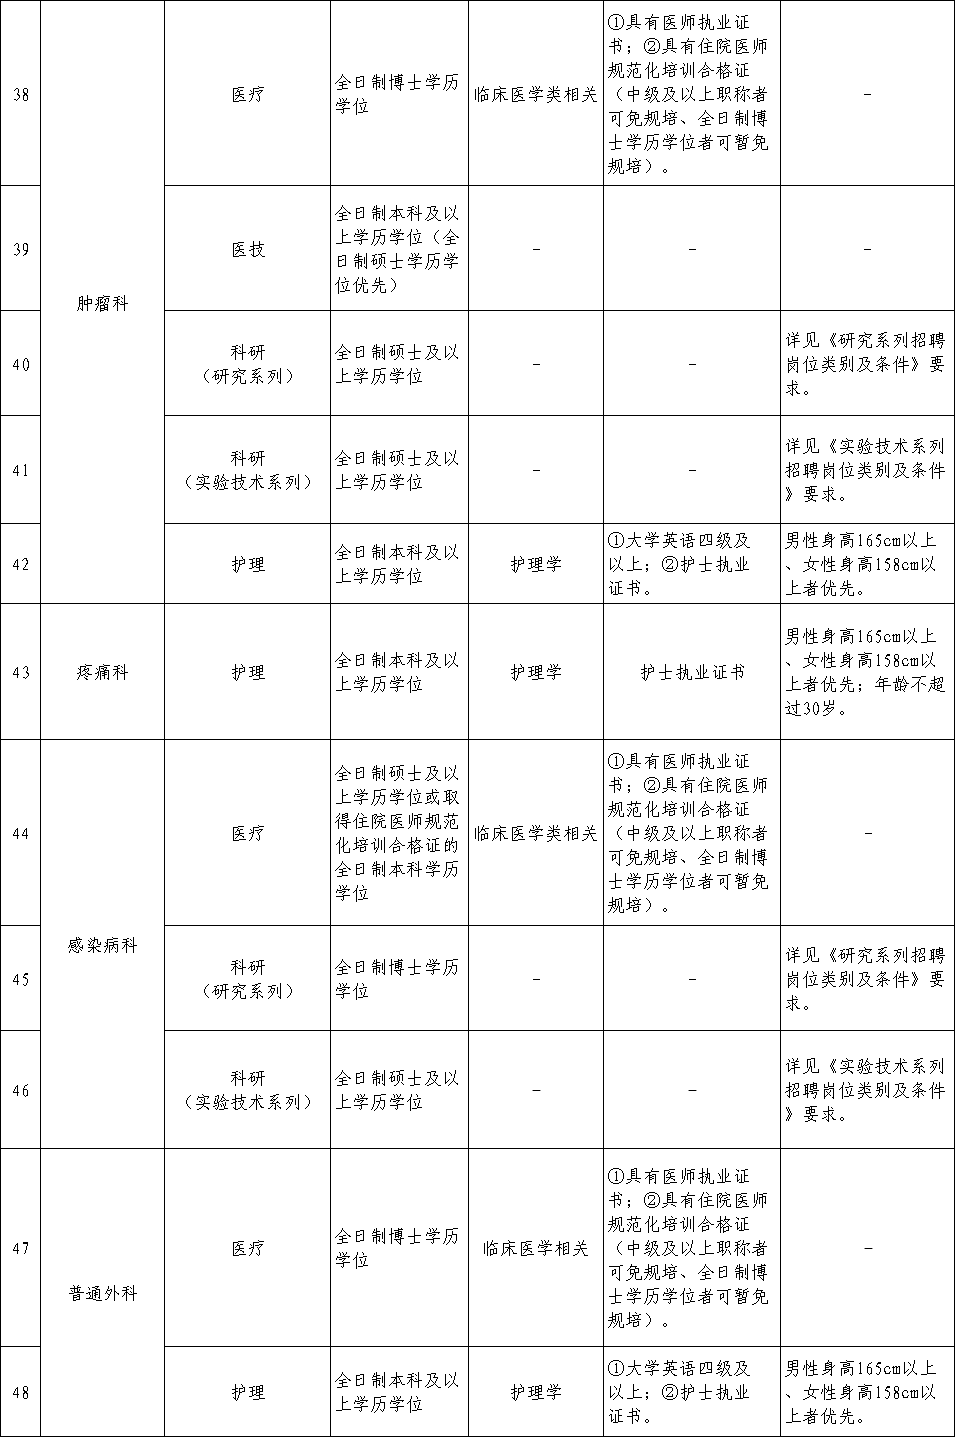 38
肿瘤科
医疗
全日制博士学历
学位
临床医学类相关
①具有医师执业证
书；②具有住院医师
规范化培训合格证
（中级及以上职称者
可免规培、全日制博
士学历学位者可暂免
规培）。
-
39
医技
全日制本科及以
上学历学位（全
日制硕士学历学
位优先）
-
-
-
40
科研
（研究系列）
全日制硕士及以
上学历学位
-
-
详见《研究系列招聘
岗位类别及条件》要
求。
41
科研
（实验技术系列）
全日制硕士及以
上学历学位
-
-
详见《实验技术系列
招聘岗位类别及条件
》要求。
42
护理
全日制本科及以
上学历学位
护理学
①大学英语四级及
以上；②护士执业
证书。
男性身高165cm以上
、女性身高158cm以
上者优先。
43
疼痛科
护理
全日制本科及以
上学历学位
护理学
护士执业证书
男性身高165cm以上
、女性身高158cm以
上者优先；年龄不超
过30岁。
44
感染病科
医疗
全日制硕士及以
上学历学位或取
得住院医师规范
化培训合格证的
全日制本科学历
学位
临床医学类相关
①具有医师执业证
书；②具有住院医师
规范化培训合格证
（中级及以上职称者
可免规培、全日制博
士学历学位者可暂免
规培）。
-
45
科研
（研究系列）
全日制博士学历
学位
-
-
详见《研究系列招聘
岗位类别及条件》要
求。
46
科研
（实验技术系列）
全日制硕士及以
上学历学位
-
-
详见《实验技术系列
招聘岗位类别及条件
》要求。
47
普通外科
医疗
全日制博士学历
学位
临床医学相关
①具有医师执业证
书；②具有住院医师
规范化培训合格证
（中级及以上职称者
可免规培、全日制博
士学历学位者可暂免
规培）。
-
48
护理
全日制本科及以
上学历学位
护理学
①大学英语四级及
以上；②护士执业
证书。
男性身高165cm以上
、女性身高158cm以
上者优先。